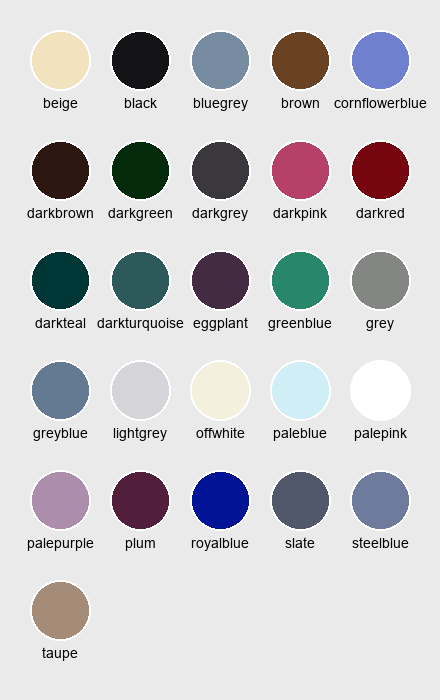 beige black bluegrey brown cornflowerblue
darkbrown darkgreen darkgrey darkpink darkred
darkteal darkturquoise eggplant greenblue grey
greyblue lightgrey offwhite paleblue palepink
palepurple plum royalblue slate steelblue
taupe